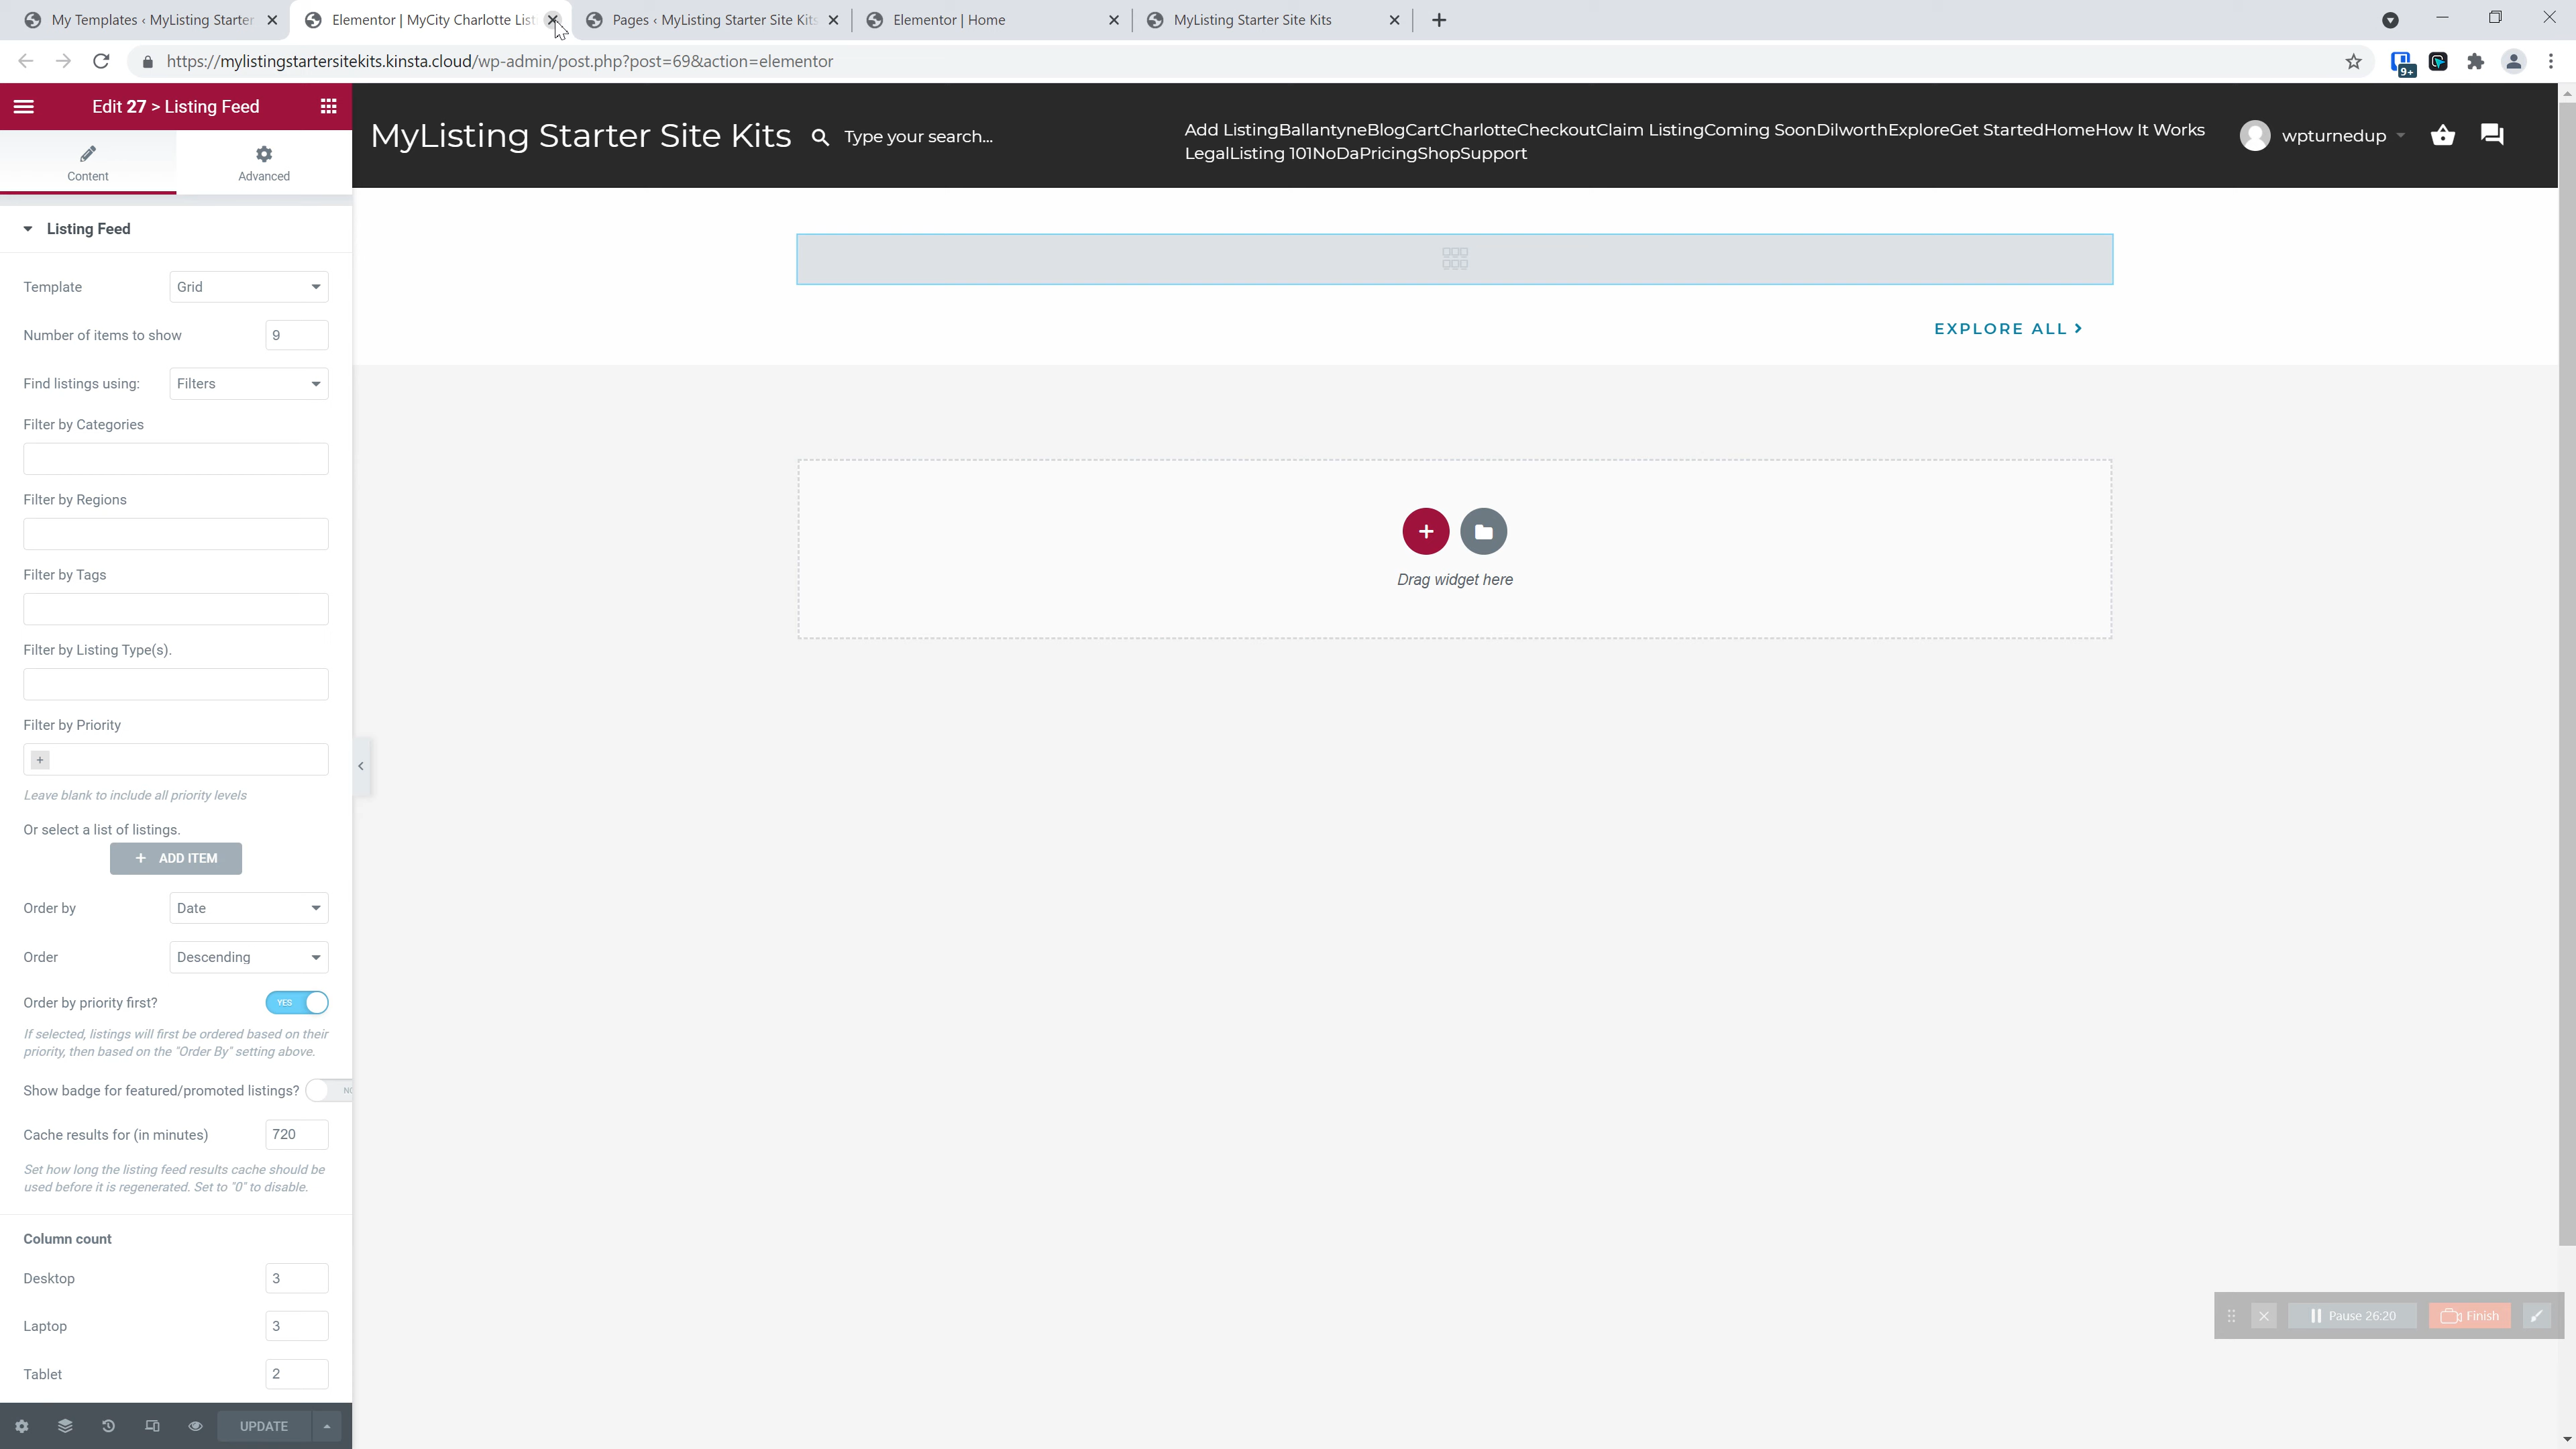 My Templates ‹ MyListing Starter
Elementor | MyCity Charlotte List
Pages ‹ MyListing Starter Site Kits
Elementor | Home
MyListing Starter Site Kits
https://mylistingstartersitekits.kinsta.cloud/wp-admin/post.php?post=69&action=elementor
9+
Edit 27 > Listing Feed
Content
Advanced
Listing Feed
Template
Grid
Number of items to show
9
Find listings using:
Filters
Filter by Categories
Filter by Regions
Filter by Tags
Filter by Listing Type(s).
Filter by Priority
+
Leave blank to include all priority levels
Or select a list of listings.
+ ADD ITEM
Order by
Date
Order
Descending
Order by priority first?
YES
If selected, listings will first be ordered based on their
priority, then based on the "Order By" setting above.
Show badge for featured/promoted listings?
NO
Cache results for (in minutes)
720
Set how long the listing feed results cache should be
used before it is regenerated. Set to "0" to disable.
Column count
Desktop
3
Laptop
3
Tablet
2
UPDATE
MyListing Starter Site Kits
Type your search...
Add ListingBallantyneBlogCartCharlotteCheckoutClaim ListingComing SoonDilworthExploreGet StartedHomeHow It Works
LegalListing 101NoDaPricingShopSupport
wpturnedup
EXPLORE ALL >
Drag widget here
Pause 26:20
Finish